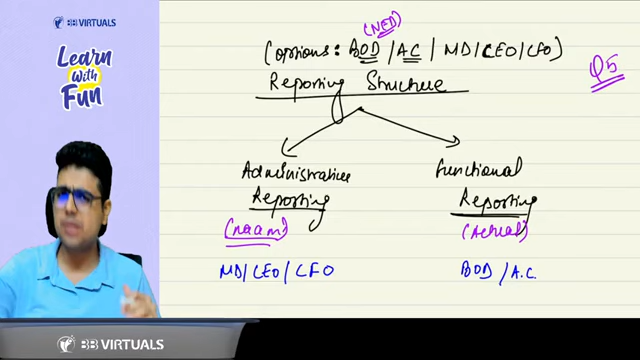 BB VIRTUALS
Learn
With
Fun
(NED)
(options: BOD / AC / MD/CEO/CFO)
Reporting Structure
Q5
Administrative
Reporting
(naam)
MD/CEO/CFO
Functional
Reporting
(Actual)
BOD / A.C.
BB VIRTUALS